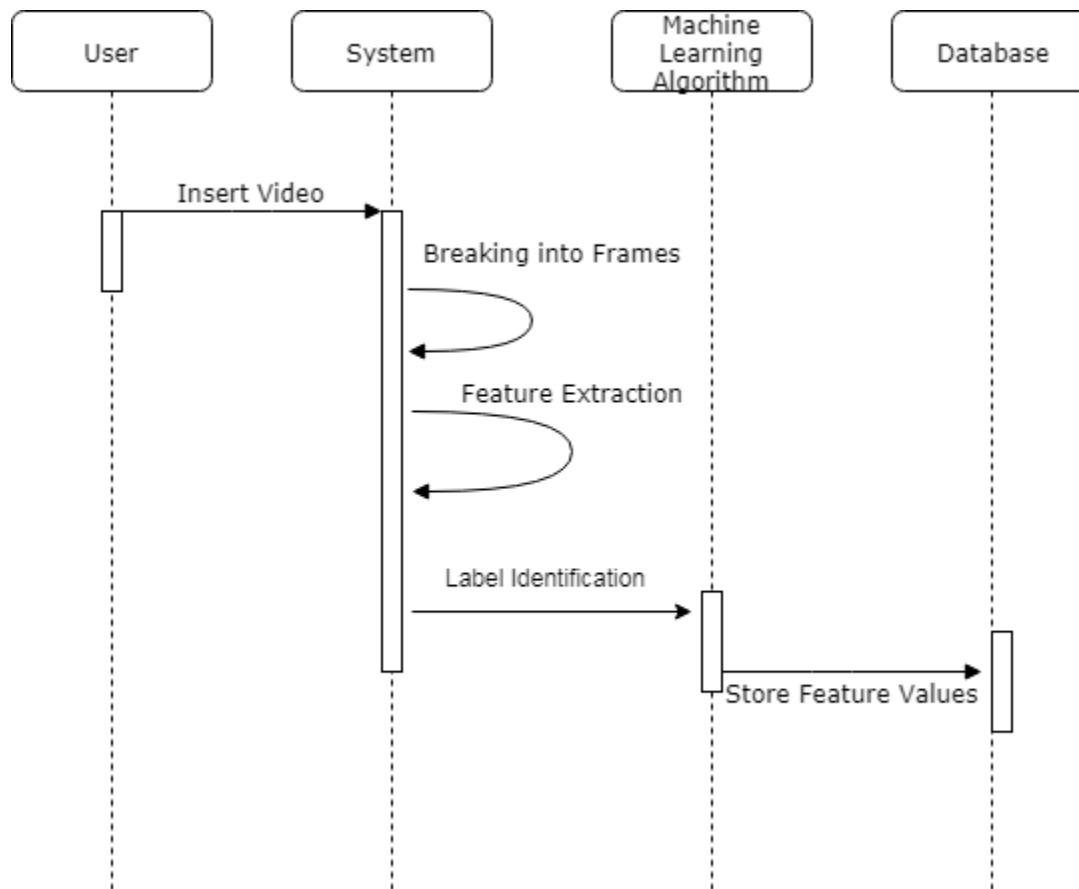 User
System
Machine
Learning
Algorithm
Database
Insert Video
Breaking into Frames
Feature Extraction
Label Identification
Store Feature Values